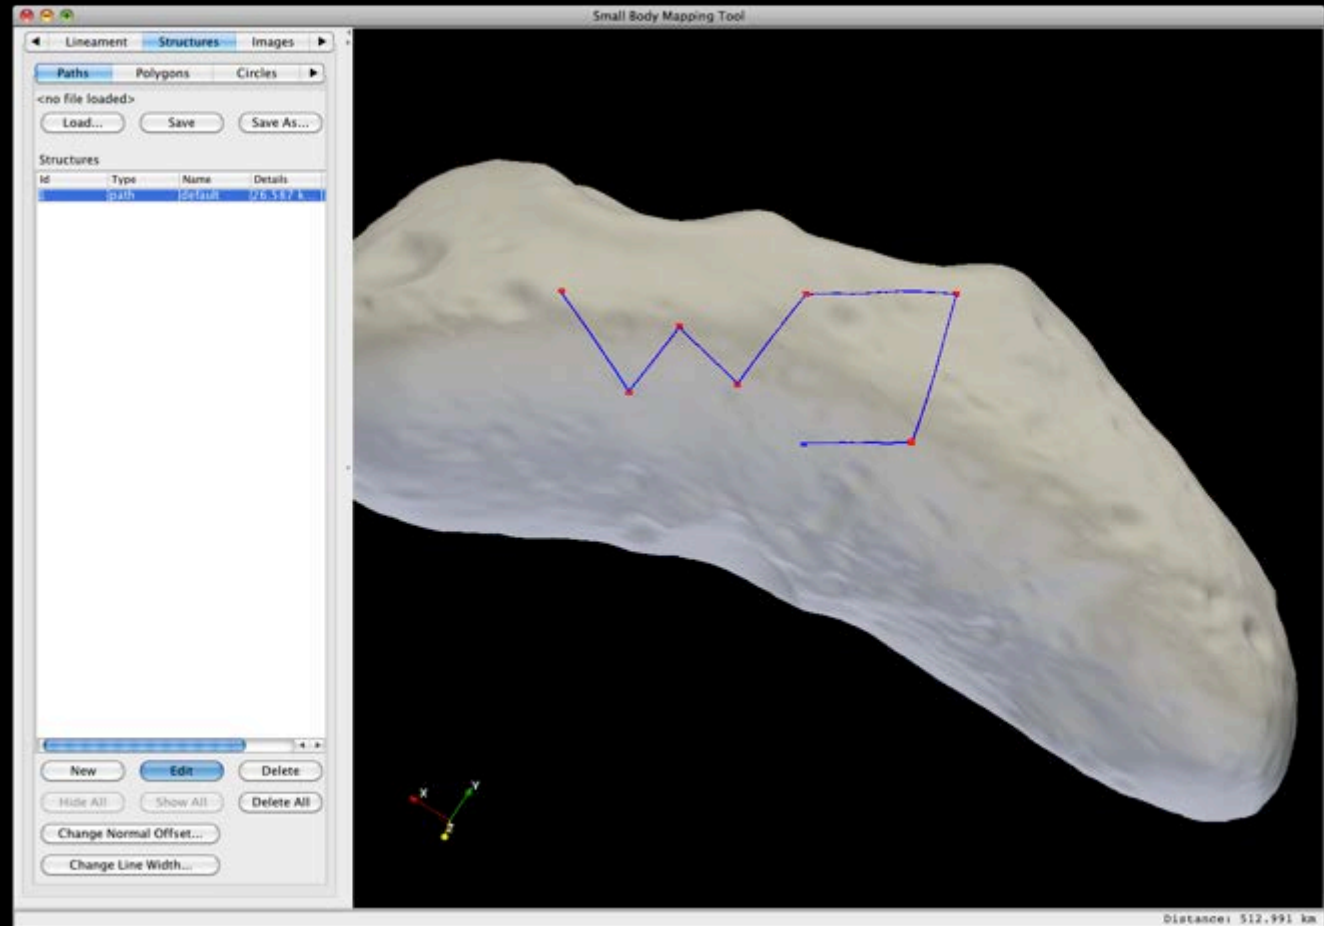 Small Body Mapping Tool
Lineament Structures Images
Paths Polygons Circles
<no file loaded>
Load... Save Save As...
Structures
Id Type Name Details
path default (26.587 k...
New Edit Delete
Hide All Show All Delete All
Change Normal Offset...
Change Line Width...
X Y
Distance: 512.991 km